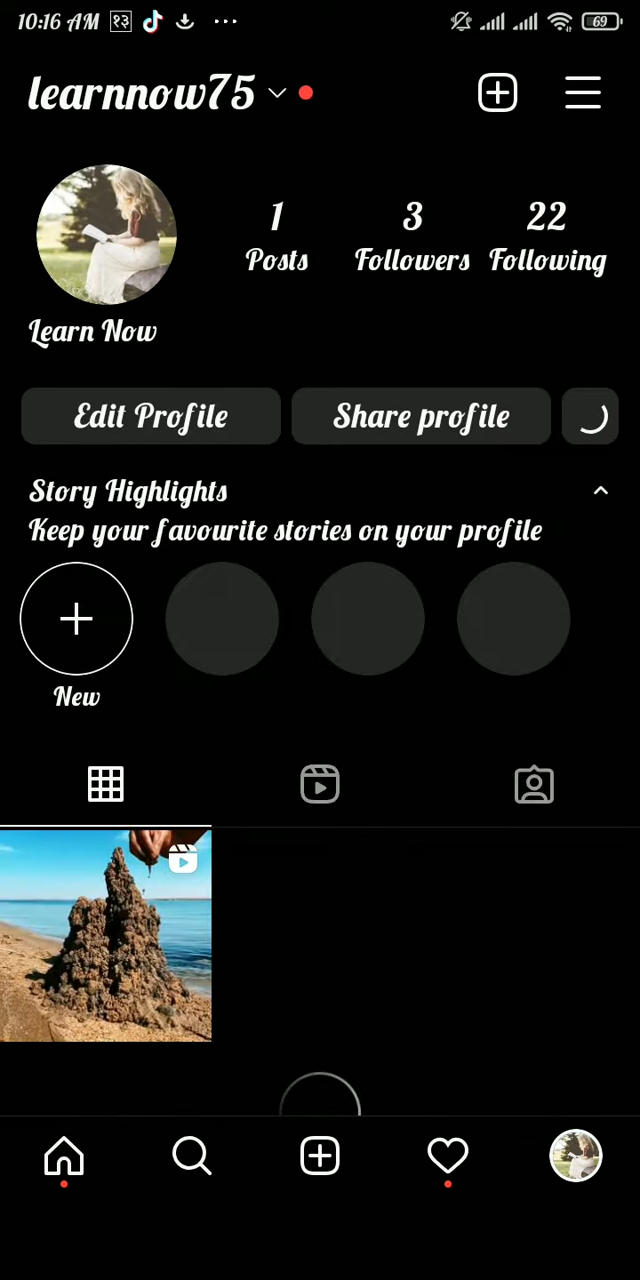 10:16 AM १३ 69
learnnow75
1 3 22
Posts Followers Following
Learn Now
Edit Profile Share profile
Story Highlights
Keep your favourite stories on your profile
New